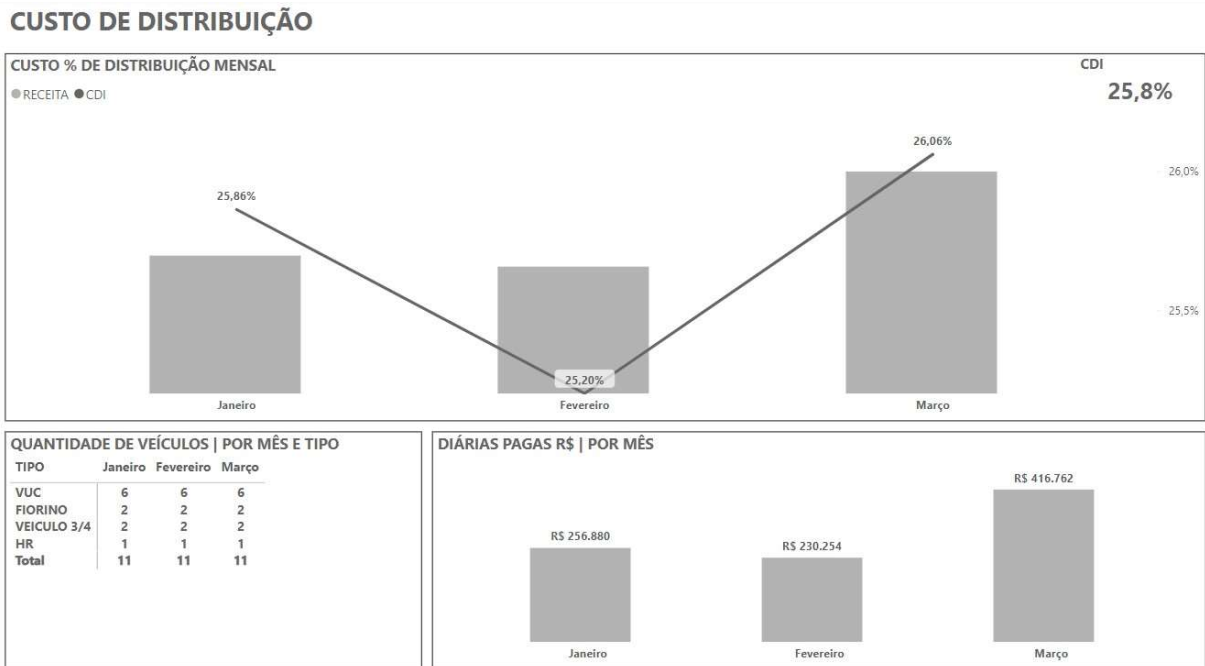 CUSTO DE DISTRIBUIÇÃO
CUSTO % DE DISTRIBUIÇÃO MENSAL
CDI
RECEITA CDI
25,8%
26,06%
26,0%
25,86%
25,5%
25,20%
Janeiro Fevereiro Março
QUANTIDADE DE VEÍCULOS | POR MÊS E TIPO
TIPO Janeiro Fevereiro Março
VUC 6 6 6
FIORINO 2 2 2
VEICULO 3/4 2 2 2
HR 1 1 1
Total 11 11 11
DIÁRIAS PAGAS R$ | POR MÊS
R$ 416.762
R$ 256.880
R$ 230.254
Janeiro Fevereiro Março